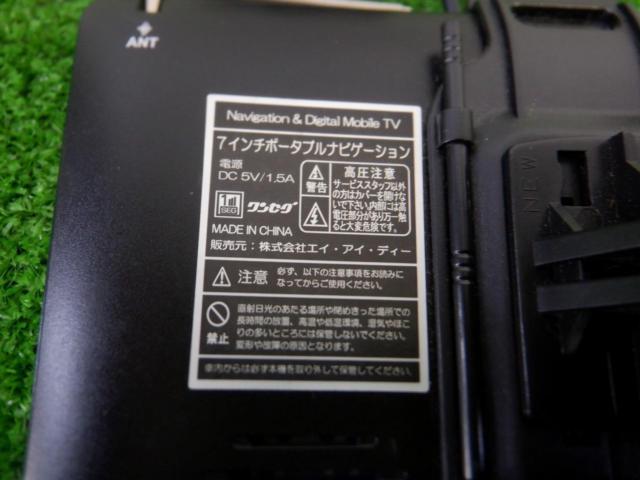 ANT
Navigation & Digital Mobile TV
7インチポータブルナビゲーション
電源
DC 5V/1.5A
1
SEG
ワンセグ
MADE IN CHINA
販売元：株式会社エイ・アイ・ディー
警告
高圧注意
サービススタッフ以外
の方はカバーを開けな
いで下さい。内部には高
電圧部分があり万一触
ると大変危険です。
注意
必ず、以下の注意事項をお読みに
なってからご使用ください。
禁止
直射日光のあたる場所や閉めきった場所での
長時間の放置、高温や低温環境、湿気やほこ
りの多いところには保管しないでください。
変形や故障の原因となります。
車内からは必ず本機を取り外して保管してください。
NEW